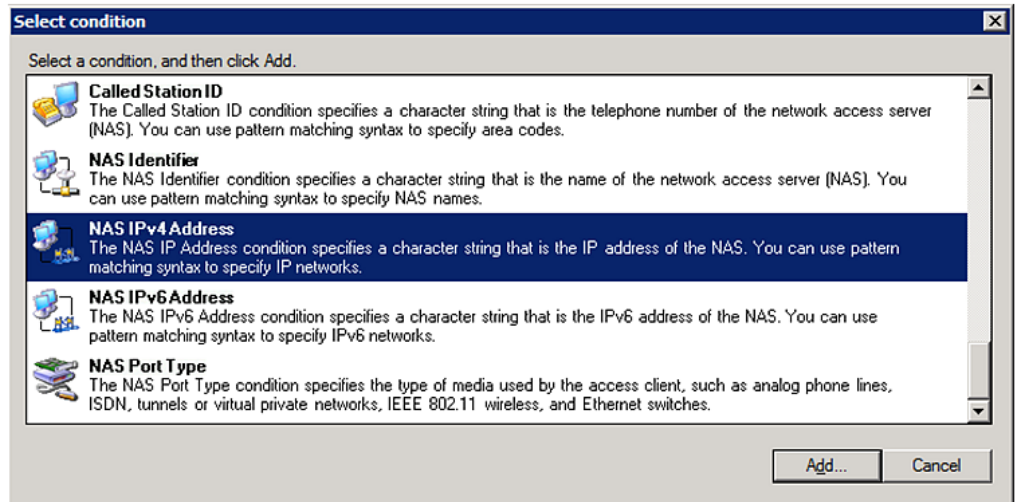 Select condition
Select a condition, and then click Add.
Called Station ID
The Called Station ID condition specifies a character string that is the telephone number of the network access server
(NAS). You can use pattern matching syntax to specify area codes.
NAS Identifier
The NAS Identifier condition specifies a character string that is the name of the network access server (NAS). You
can use pattern matching syntax to specify NAS names.
NAS IPv4 Address
The NAS IP Address condition specifies a character string that is the IP address of the NAS. You can use pattern
matching syntax to specify IP networks.
NAS IPv6 Address
The NAS IPv6 Address condition specifies a character string that is the IPv6 address of the NAS. You can use
pattern matching syntax to specify IPv6 networks.
NAS Port Type
The NAS Port Type condition specifies the type of media used by the access client, such as analog phone lines,
ISDN, tunnels or virtual private networks, IEEE 802.11 wireless, and Ethernet switches.
Add... Cancel